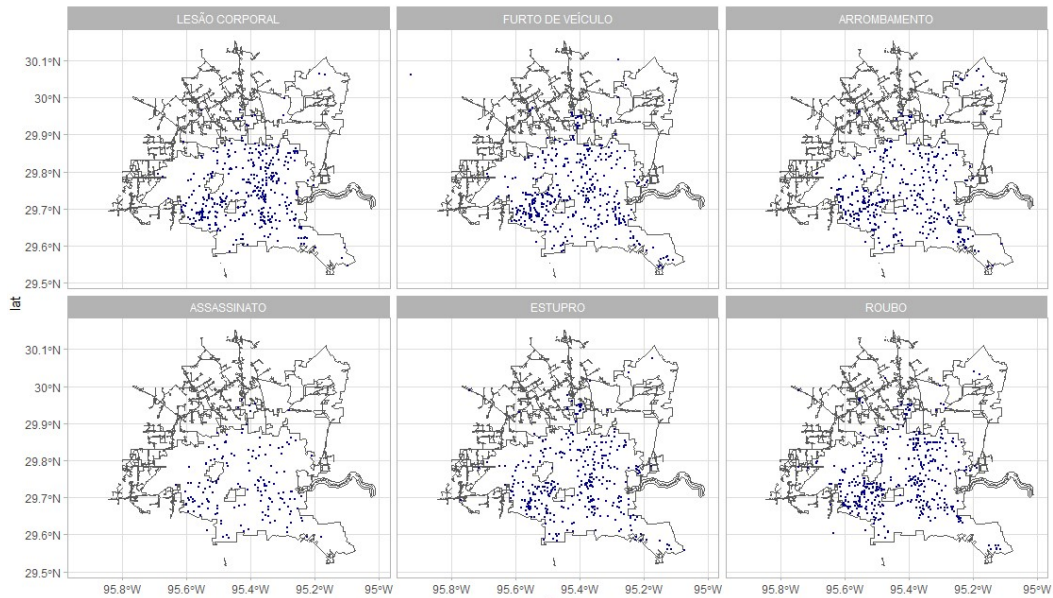 LESÃO CORPORAL FURTO DE VEÍCULO ARROMBAMENTO
30.1°N
30°N
29.9°N
29.8°N
29.7°N
29.6°N
29.5°N
lat
ASSASSINATO ESTUPRO ROUBO
30.1°N
30°N
29.9°N
29.8°N
29.7°N
29.6°N
29.5°N
95.8°W 95.6°W 95.4°W 95.2°W 95°W 95.8°W 95.6°W 95.4°W 95.2°W 95°W 95.8°W 95.6°W 95.4°W 95.2°W 95°W